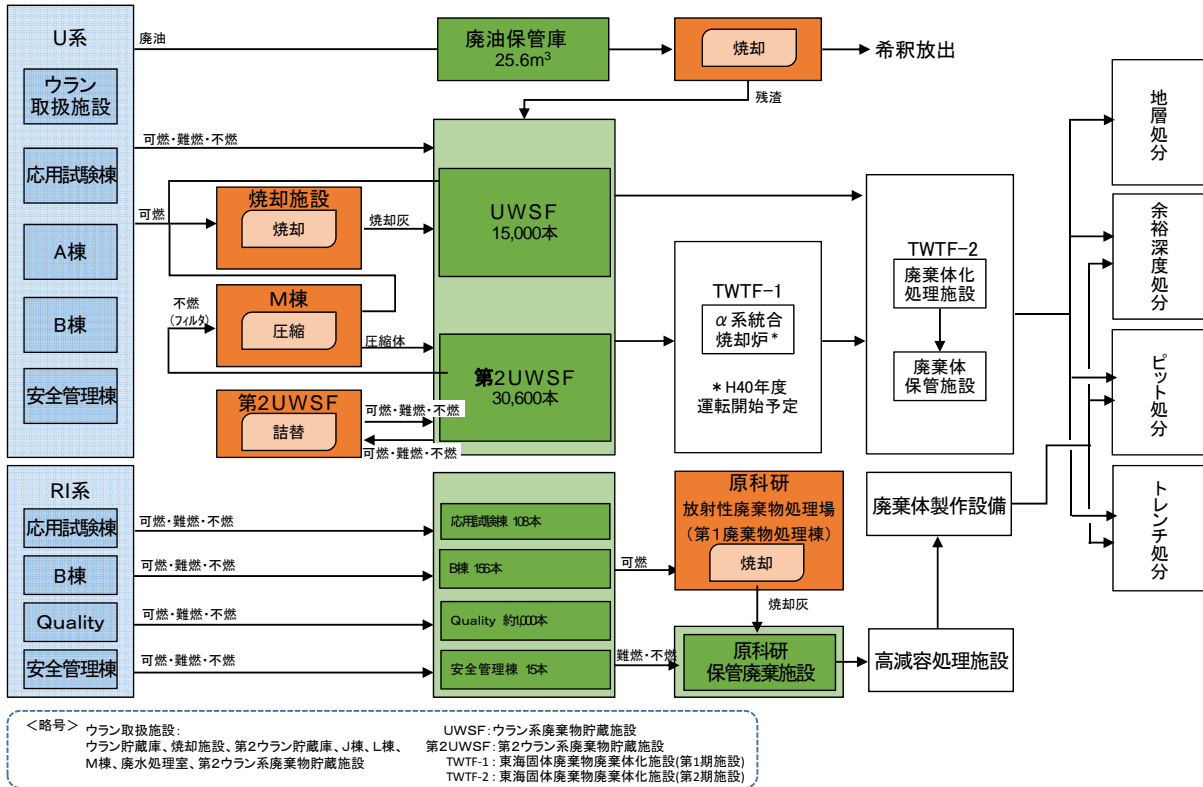 U系
ウラン
取扱施設
応用試験棟
A棟
B棟
安全管理棟
廃油
廃油保管庫
25.6m³
焼却
希釈放出
残渣
可燃・難燃・不燃
可燃
焼却施設
焼却
焼却灰
不燃
(フィルタ)
M棟
圧縮
圧縮体
第2UWSF
詰替
可燃・難燃・不燃
可燃・難燃・不燃
UWSF
15,000本
第2UWSF
30,600本
TWTF-1
α系統合
焼却炉*
*H40年度
運転開始予定
TWTF-2
廃棄体化
処理施設
廃棄体
保管施設
地層処分
余裕深度処分
ピット処分
トレンチ処分
RI系
応用試験棟
B棟
Quality
安全管理棟
可燃・難燃・不燃
可燃・難燃・不燃
可燃・難燃・不燃
可燃・難燃・不燃
応用試験棟 108本
B棟 156本
Quality 約1,000本
安全管理棟 15本
可燃
難燃・不燃
原科研
放射性廃棄物処理場
(第1廃棄物処理棟)
焼却
焼却灰
原科研
保管廃棄施設
高減容処理施設
廃棄体製作設備
<略号>
ウラン取扱施設:
ウラン貯蔵庫、焼却施設、第2ウラン貯蔵庫、J棟、L棟、
M棟、廃水処理室、第2ウラン系廃棄物貯蔵施設
UWSF:ウラン系廃棄物貯蔵施設
第2UWSF:第2ウラン系廃棄物貯蔵施設
TWTF-1:東海固体廃棄物廃棄体化施設(第1期施設)
TWTF-2:東海固体廃棄物廃棄体化施設(第2期施設)